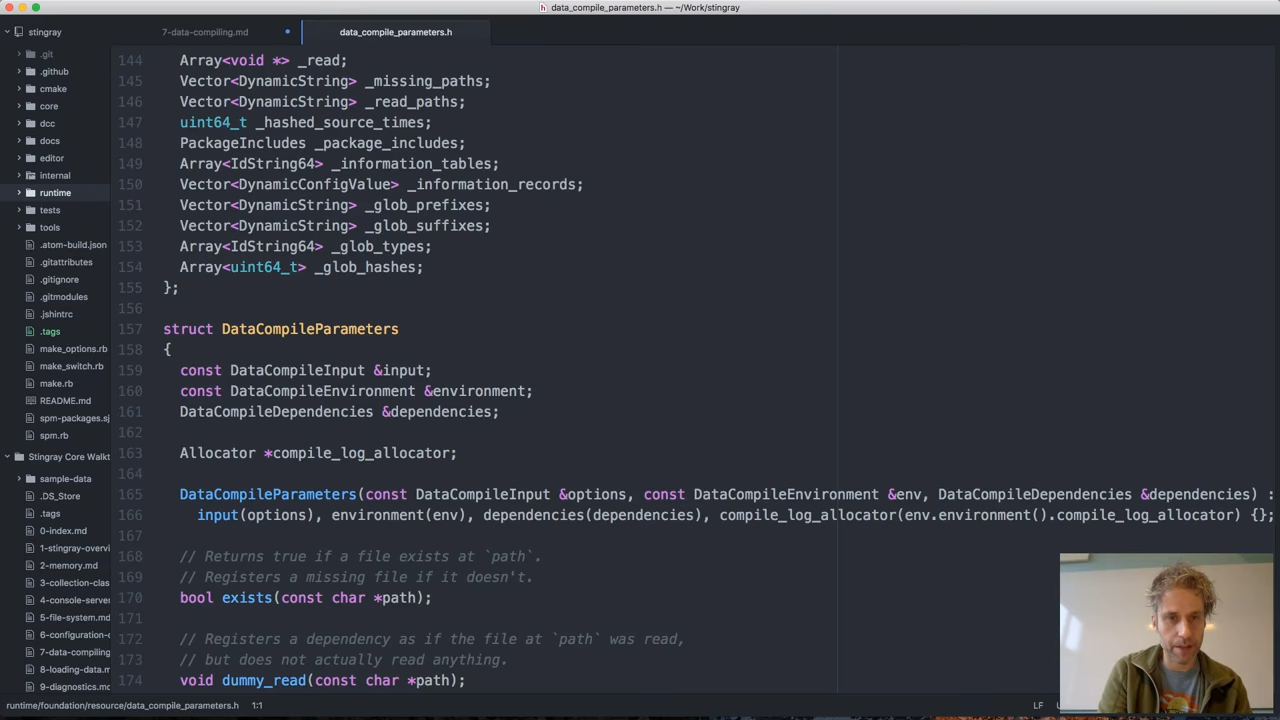 data_compile_parameters.h — ~/Work/stingray
stingray
7-data-compiling.md
data_compile_parameters.h
.git
.github
cmake
core
dcc
docs
editor
internal
runtime
tests
tools
.atom-build.json
.gitattributes
.gitignore
.gitmodules
.jshintrc
.tags
make_options.rb
make_switch.rb
make.rb
README.md
spm-packages.sj
spm.rb
Stingray Core Walkt
sample-data
.DS_Store
.tags
0-index.md
1-stingray-overvi
2-memory.md
3-collection-clas
4-console-server
5-file-system.md
6-configuration-
7-data-compiling
8-loading-data.m
9-diagnostics.md
144 Array<void *> _read;
145 Vector<DynamicString> _missing_paths;
146 Vector<DynamicString> _read_paths;
147 uint64_t _hashed_source_times;
148 PackageIncludes _package_includes;
149 Array<IdString64> _information_tables;
150 Vector<DynamicConfigValue> _information_records;
151 Vector<DynamicString> _glob_prefixes;
152 Vector<DynamicString> _glob_suffixes;
153 Array<IdString64> _glob_types;
154 Array<uint64_t> _glob_hashes;
155 };
156
157 struct DataCompileParameters
158 {
159 const DataCompileInput &input;
160 const DataCompileEnvironment &environment;
161 DataCompileDependencies &dependencies;
162
163 Allocator *compile_log_allocator;
164
165 DataCompileParameters(const DataCompileInput &options, const DataCompileEnvironment &env, DataCompileDependencies &dependencies) :
166 input(options), environment(env), dependencies(dependencies), compile_log_allocator(env.environment().compile_log_allocator) {};
167
168 // Returns true if a file exists at `path`.
169 // Registers a missing file if it doesn't.
170 bool exists(const char *path);
171
172 // Registers a dependency as if the file at `path` was read,
173 // but does not actually read anything.
174 void dummy_read(const char *path);
runtime/foundation/resource/data_compile_parameters.h 1:1
LF